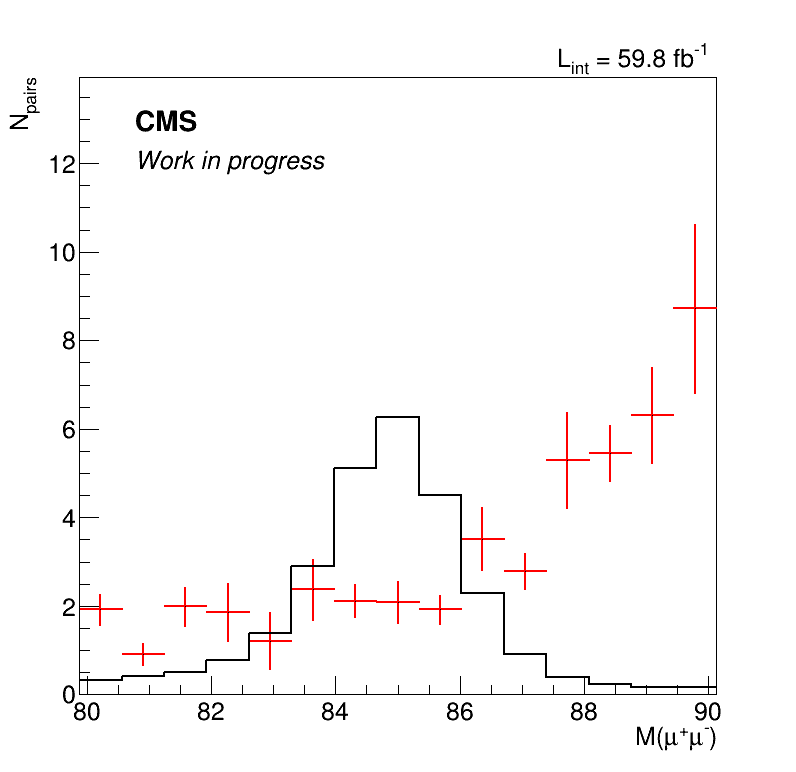 L_int = 59.8 fb^-1
N_pairs
CMS
Work in progress
12
10
8
6
4
2
0
80 82 84 86 88 90
M(μ⁺μ⁻)